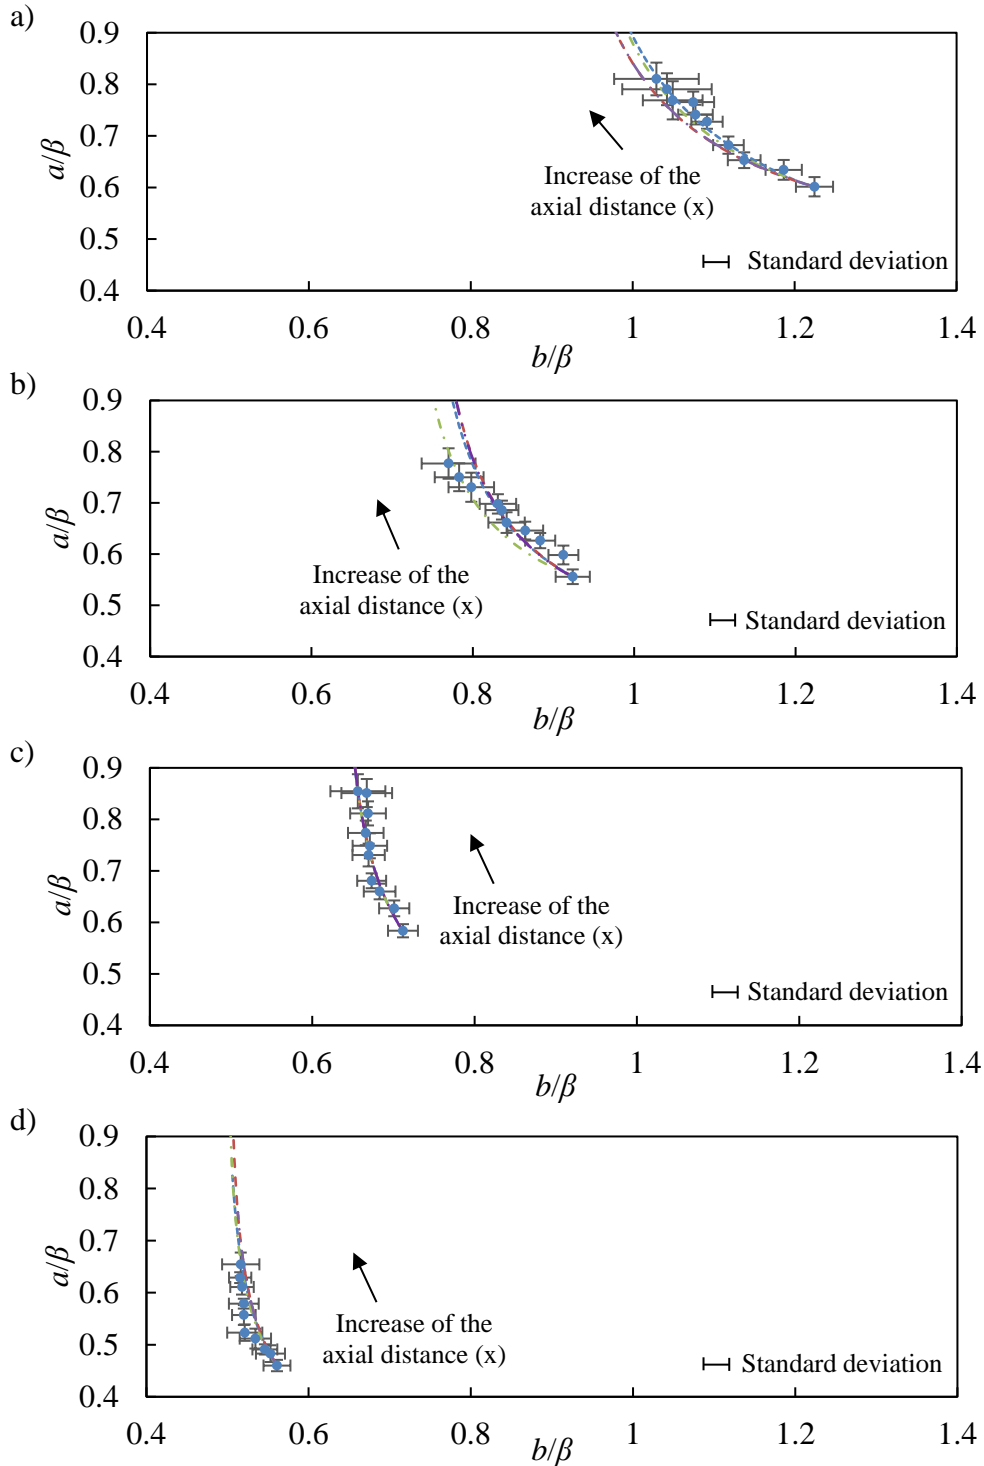 a)
0.9
0.8
0.7
0.6
0.5
0.4
a/β
Increase of the
axial distance (x)
Standard deviation
0.4 0.6 0.8 1 1.2 1.4
b/β
b)
0.9
0.8
0.7
0.6
0.5
0.4
a/β
Increase of the
axial distance (x)
Standard deviation
0.4 0.6 0.8 1 1.2 1.4
b/β
c)
0.9
0.8
0.7
0.6
0.5
0.4
a/β
Increase of the
axial distance (x)
Standard deviation
0.4 0.6 0.8 1 1.2 1.4
b/β
d)
0.9
0.8
0.7
0.6
0.5
0.4
a/β
Increase of the
axial distance (x)
Standard deviation
0.4 0.6 0.8 1 1.2 1.4
b/β